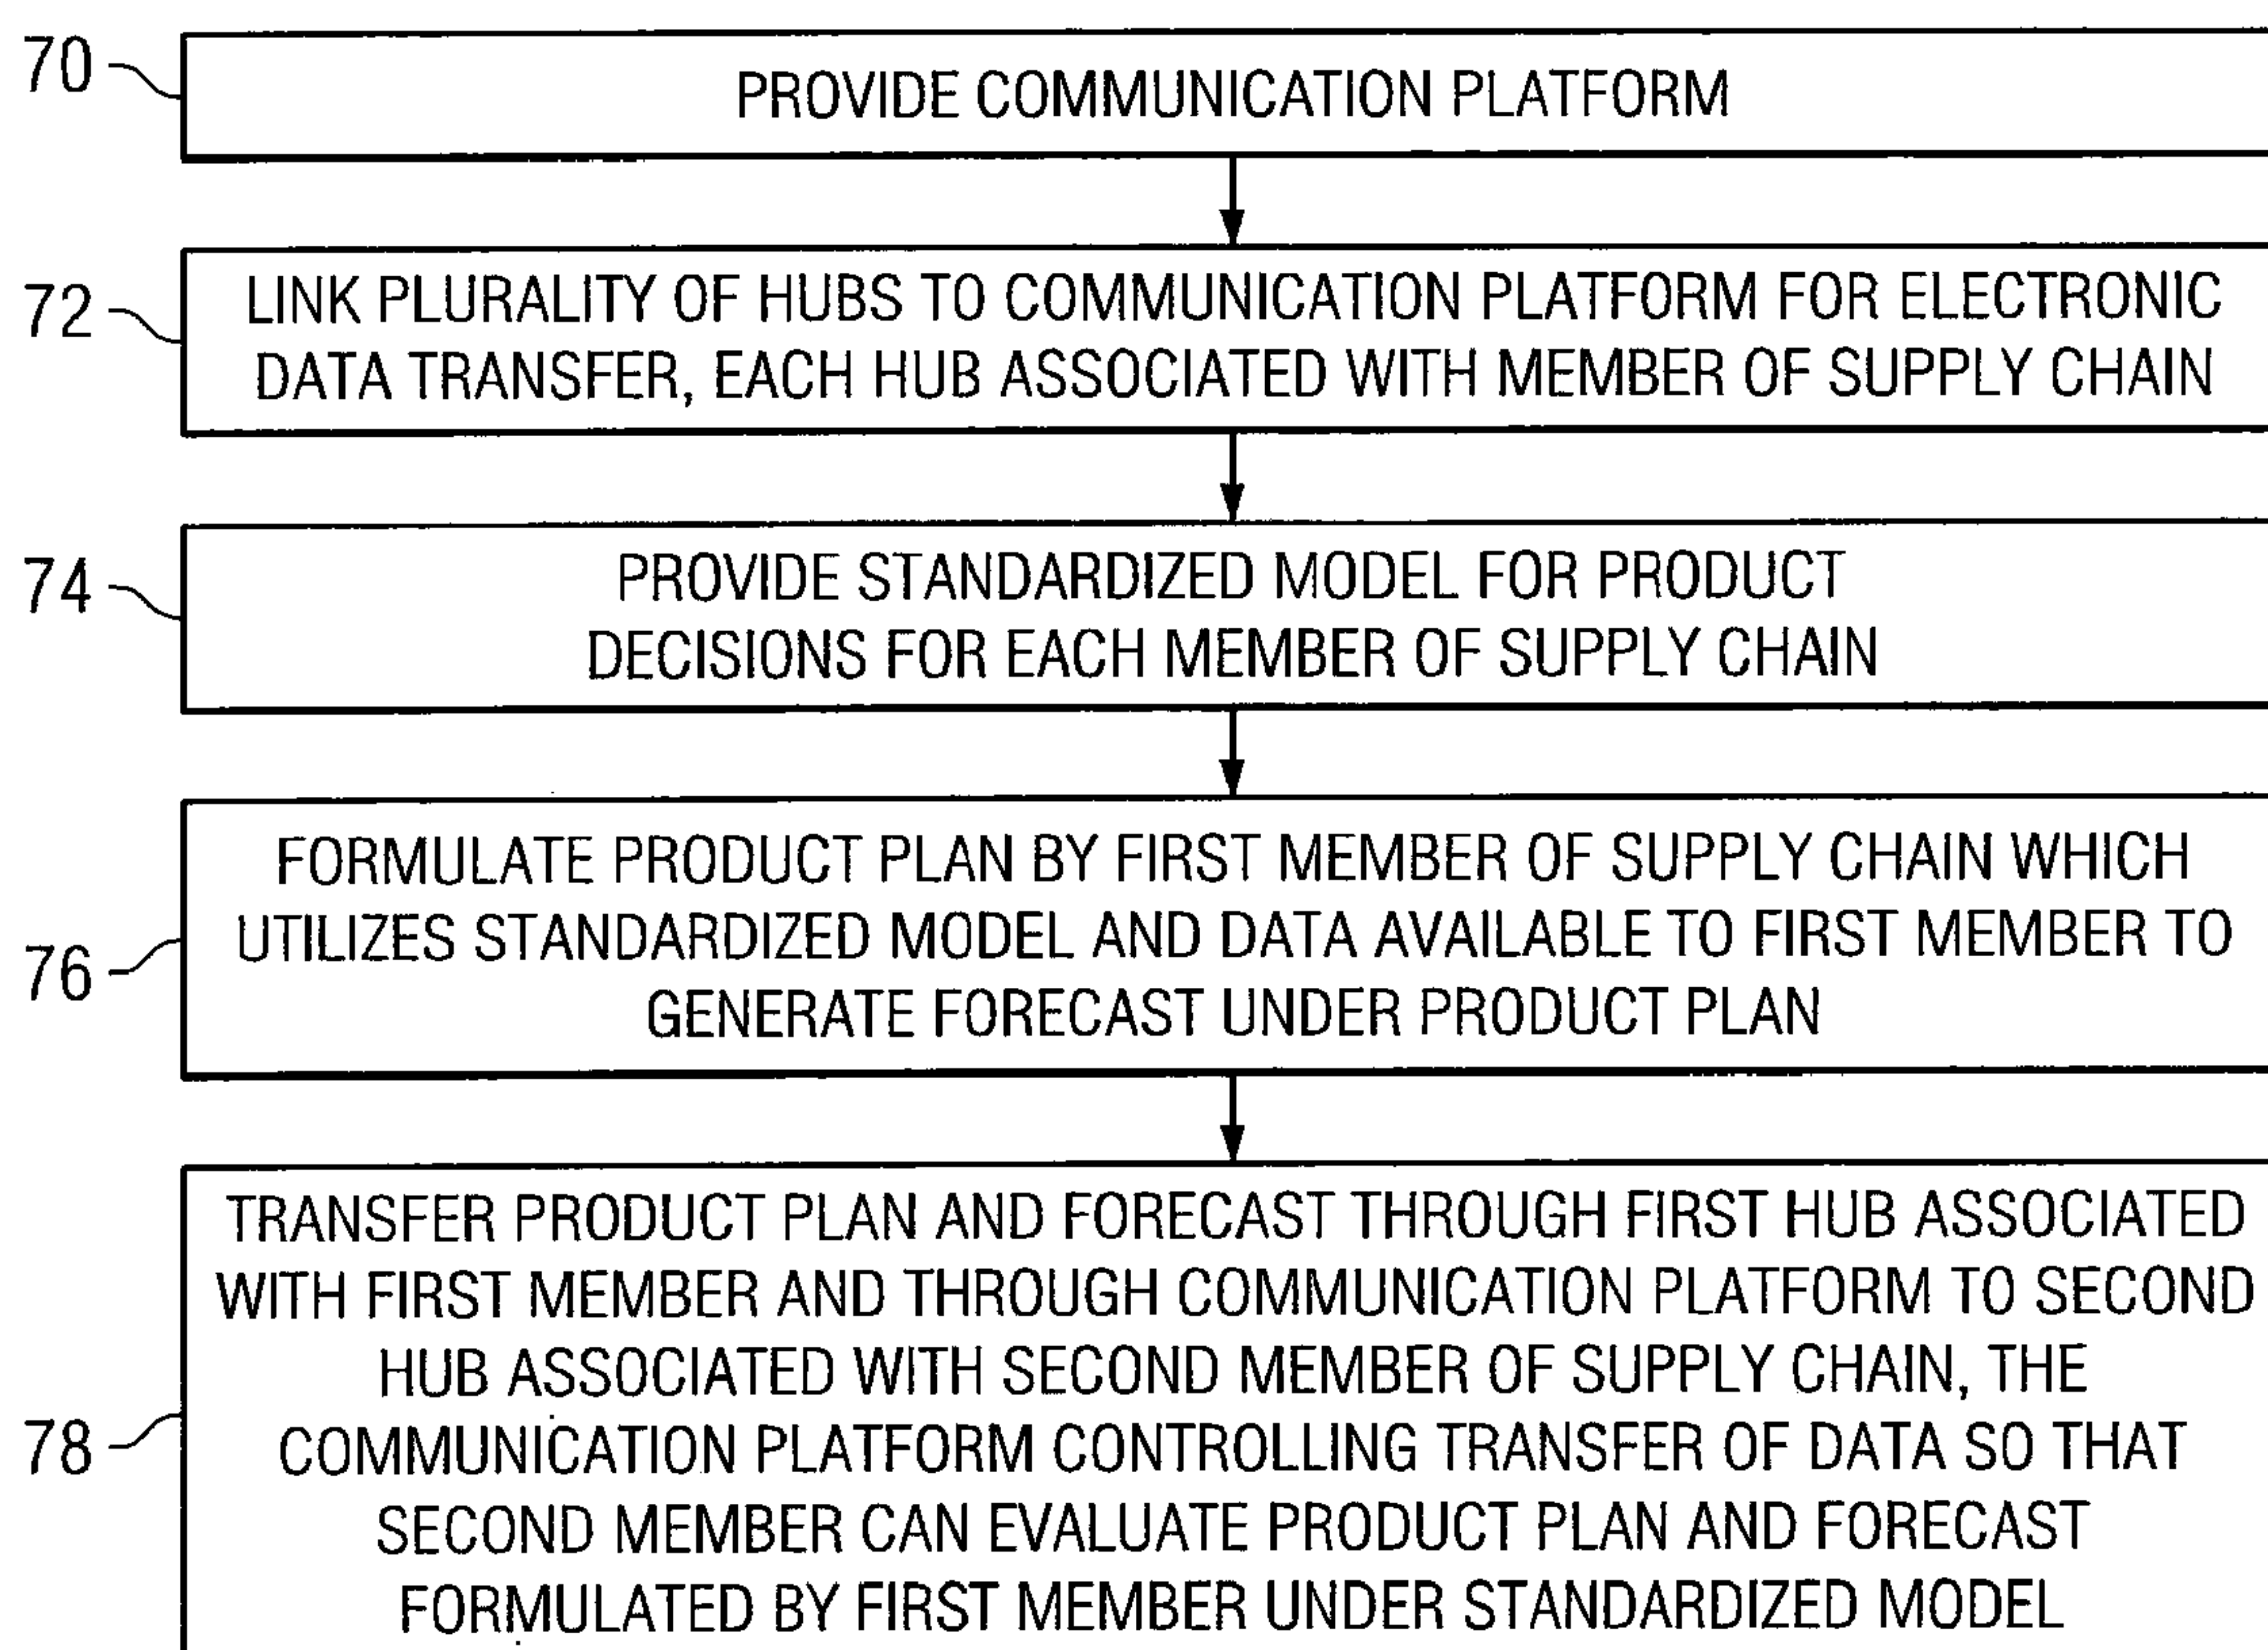 70
PROVIDE COMMUNICATION PLATFORM
72
LINK PLURALITY OF HUBS TO COMMUNICATION PLATFORM FOR ELECTRONIC
DATA TRANSFER, EACH HUB ASSOCIATED WITH MEMBER OF SUPPLY CHAIN
74
PROVIDE STANDARDIZED MODEL FOR PRODUCT
DECISIONS FOR EACH MEMBER OF SUPPLY CHAIN
76
FORMULATE PRODUCT PLAN BY FIRST MEMBER OF SUPPLY CHAIN WHICH
UTILIZES STANDARDIZED MODEL AND DATA AVAILABLE TO FIRST MEMBER TO
GENERATE FORECAST UNDER PRODUCT PLAN
78
TRANSFER PRODUCT PLAN AND FORECAST THROUGH FIRST HUB ASSOCIATED
WITH FIRST MEMBER AND THROUGH COMMUNICATION PLATFORM TO SECOND
HUB ASSOCIATED WITH SECOND MEMBER OF SUPPLY CHAIN, THE
COMMUNICATION PLATFORM CONTROLLING TRANSFER OF DATA SO THAT
SECOND MEMBER CAN EVALUATE PRODUCT PLAN AND FORECAST
FORMULATED BY FIRST MEMBER UNDER STANDARDIZED MODEL